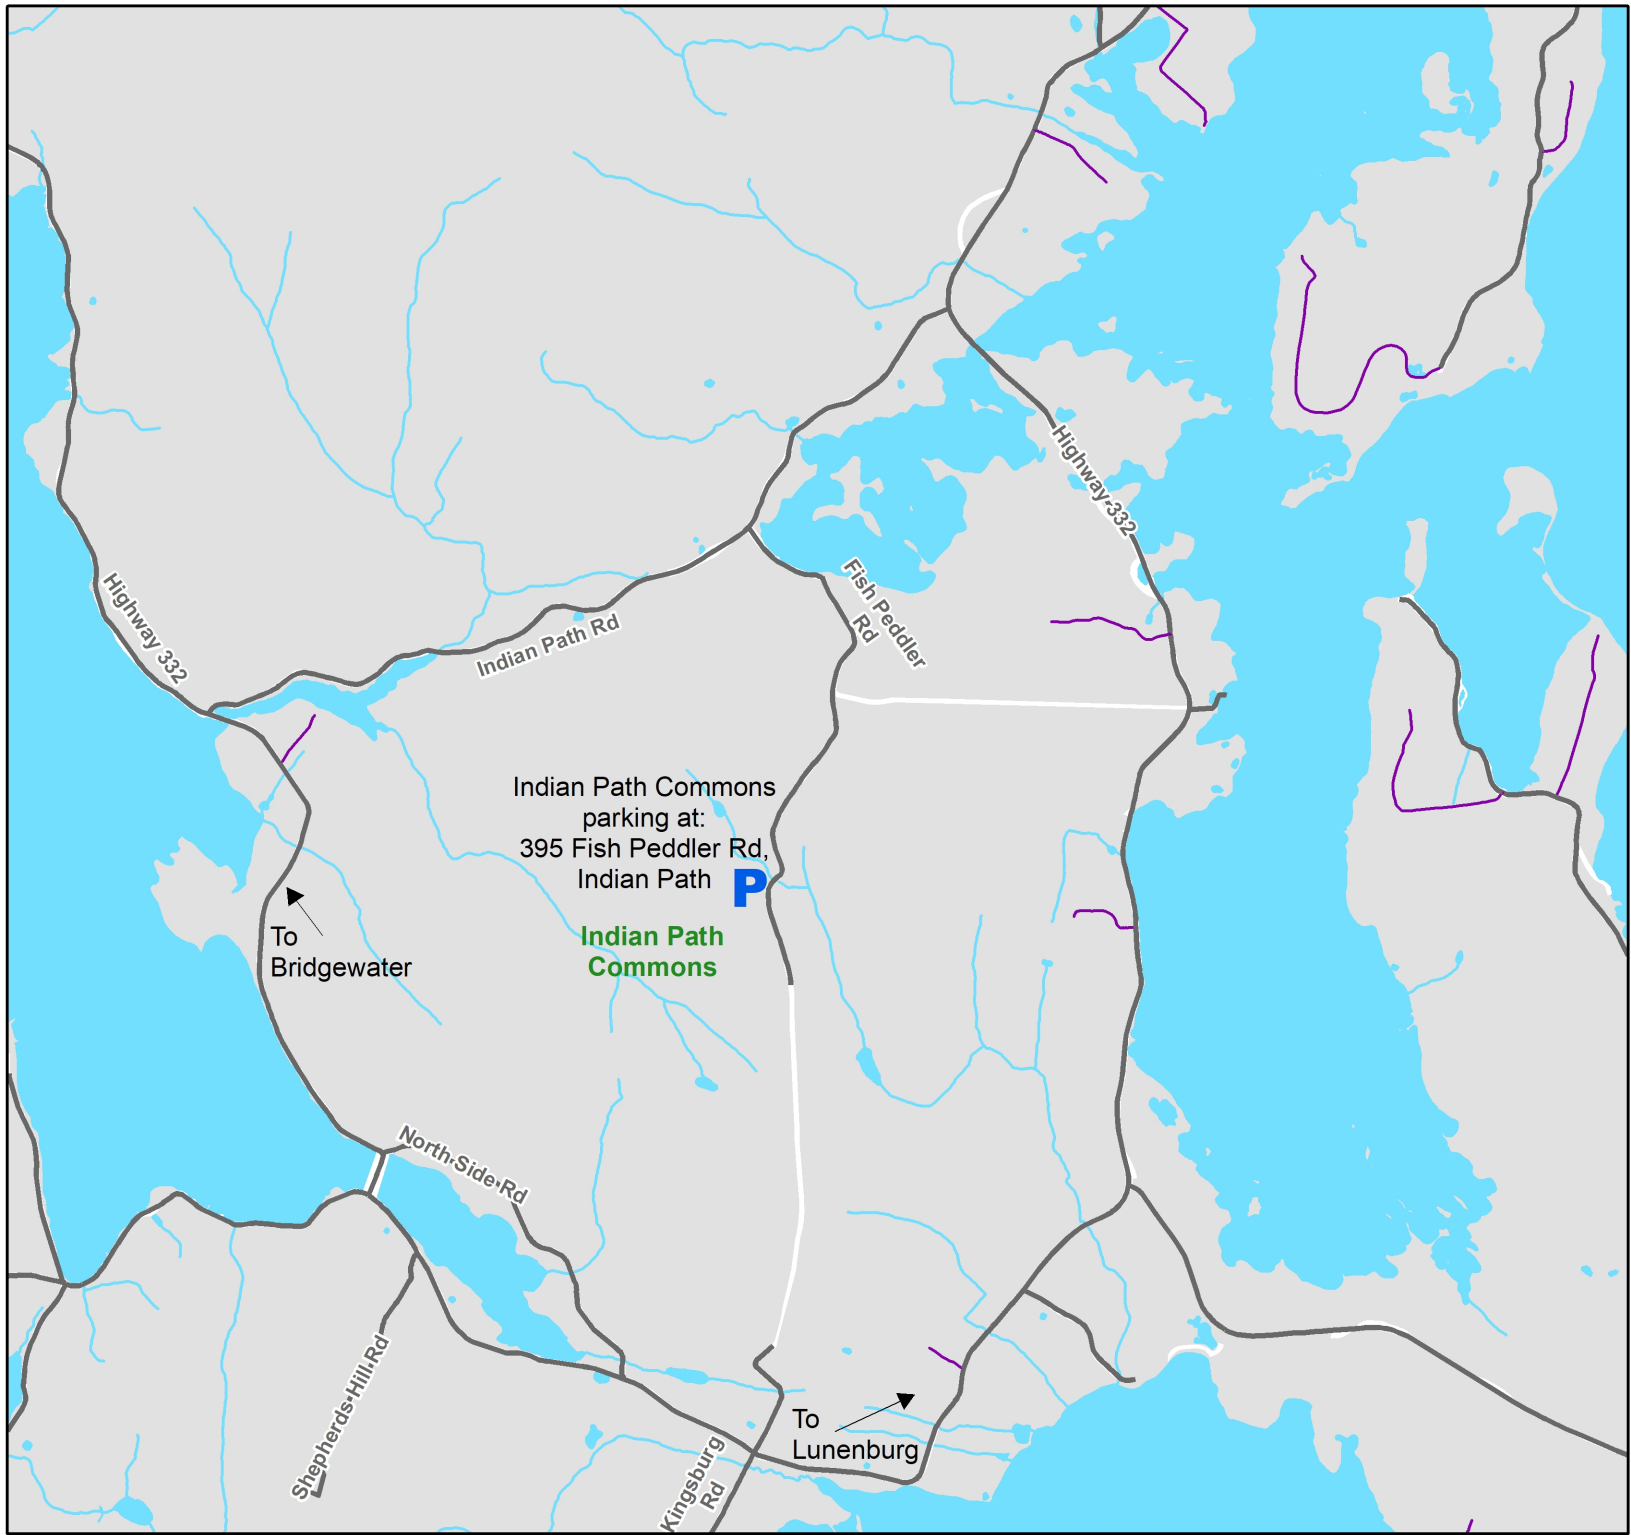 Highway 332
Fish Peddler
Rd
Highway 332
Indian Path Rd
Indian Path Commons
parking at:
395 Fish Peddler Rd,
Indian Path
P
Indian Path
Commons
To
Bridgewater
North Side Rd
Shepherds Hill Rd
To
Lunenburg
Kingsburg
Rd